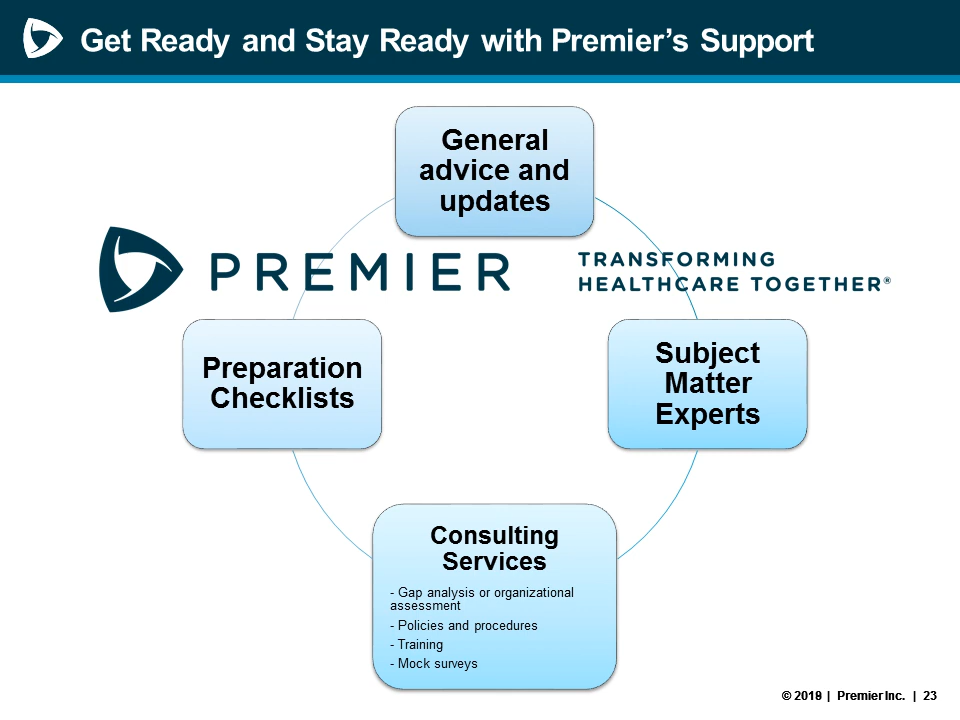 Get Ready and Stay Ready with Premier’s Support
General
advice and
updates
PREMIER
TRANSFORMING
HEALTHCARE TOGETHER®
Preparation
Checklists
Subject
Matter
Experts
Consulting
Services
- Gap analysis or organizational
assessment
- Policies and procedures
- Training
- Mock surveys
© | Premier Inc. | 23